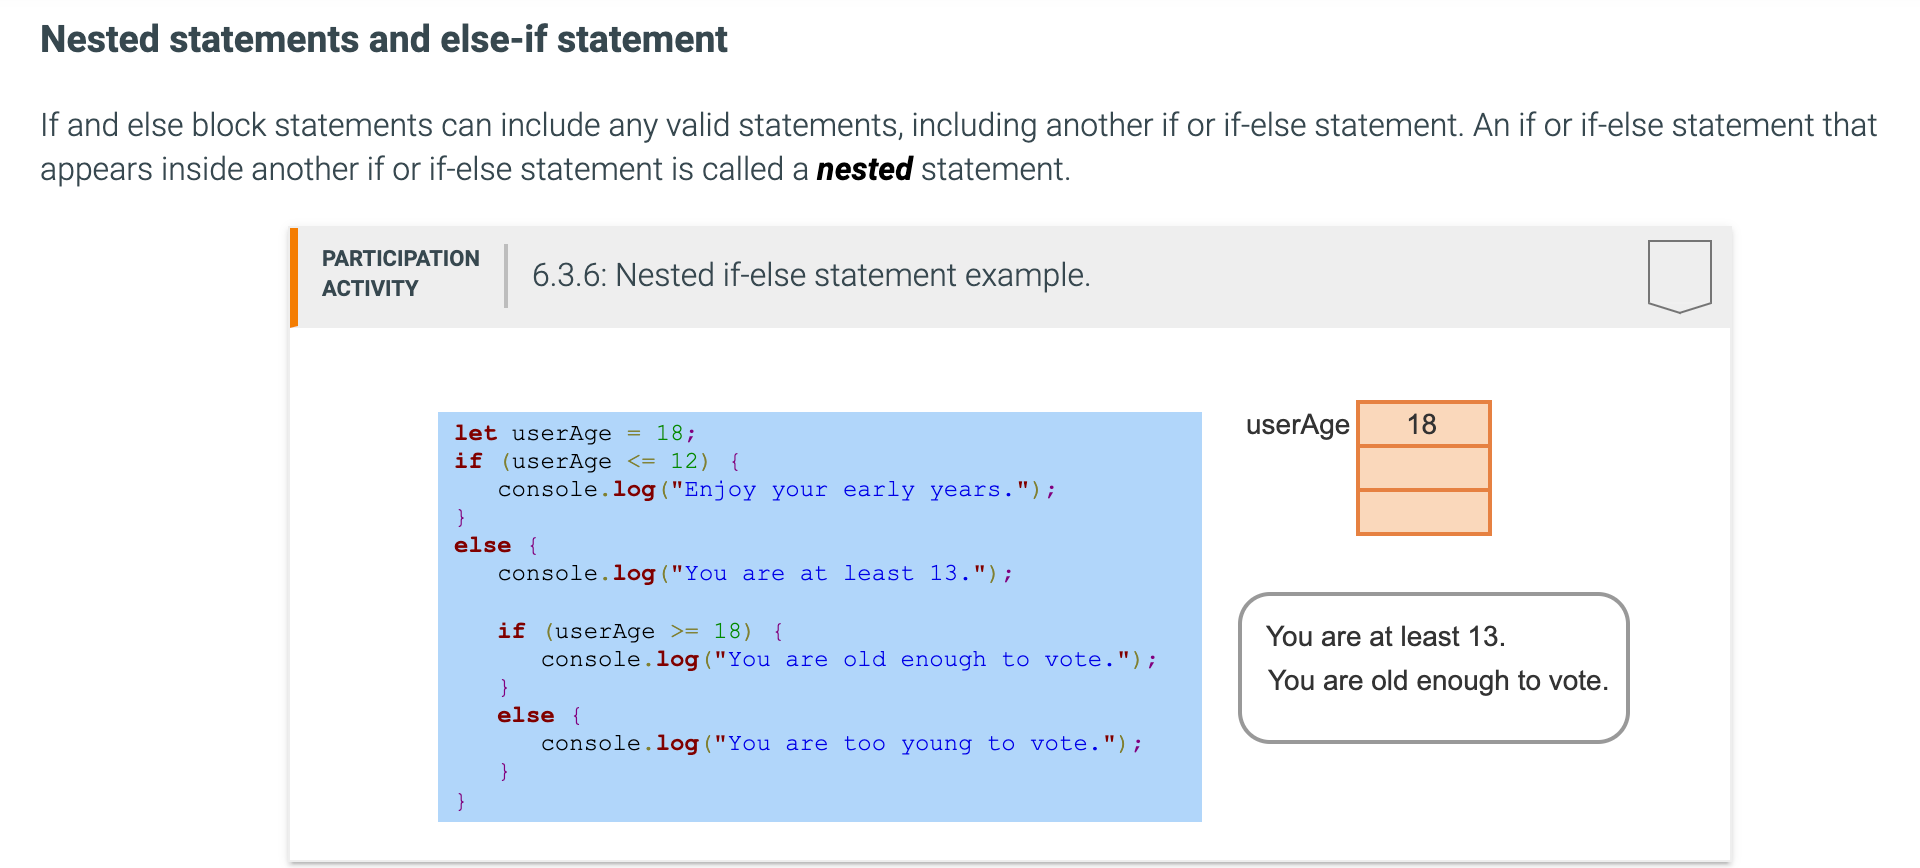 Nested statements and else-if statement
If and else block statements can include any valid statements, including another if or if-else statement. An if or if-else statement that
appears inside another if or if-else statement is called a nested statement.
PARTICIPATION
ACTIVITY
6.3.6: Nested if-else statement example.
let userAge = 18;
if (userAge <= 12) {
   console.log("Enjoy your early years.");
}
else {
   console.log("You are at least 13.");

   if (userAge >= 18) {
      console.log("You are old enough to vote.");
   }
   else {
      console.log("You are too young to vote.");
   }
}
userAge 18
You are at least 13.
You are old enough to vote.